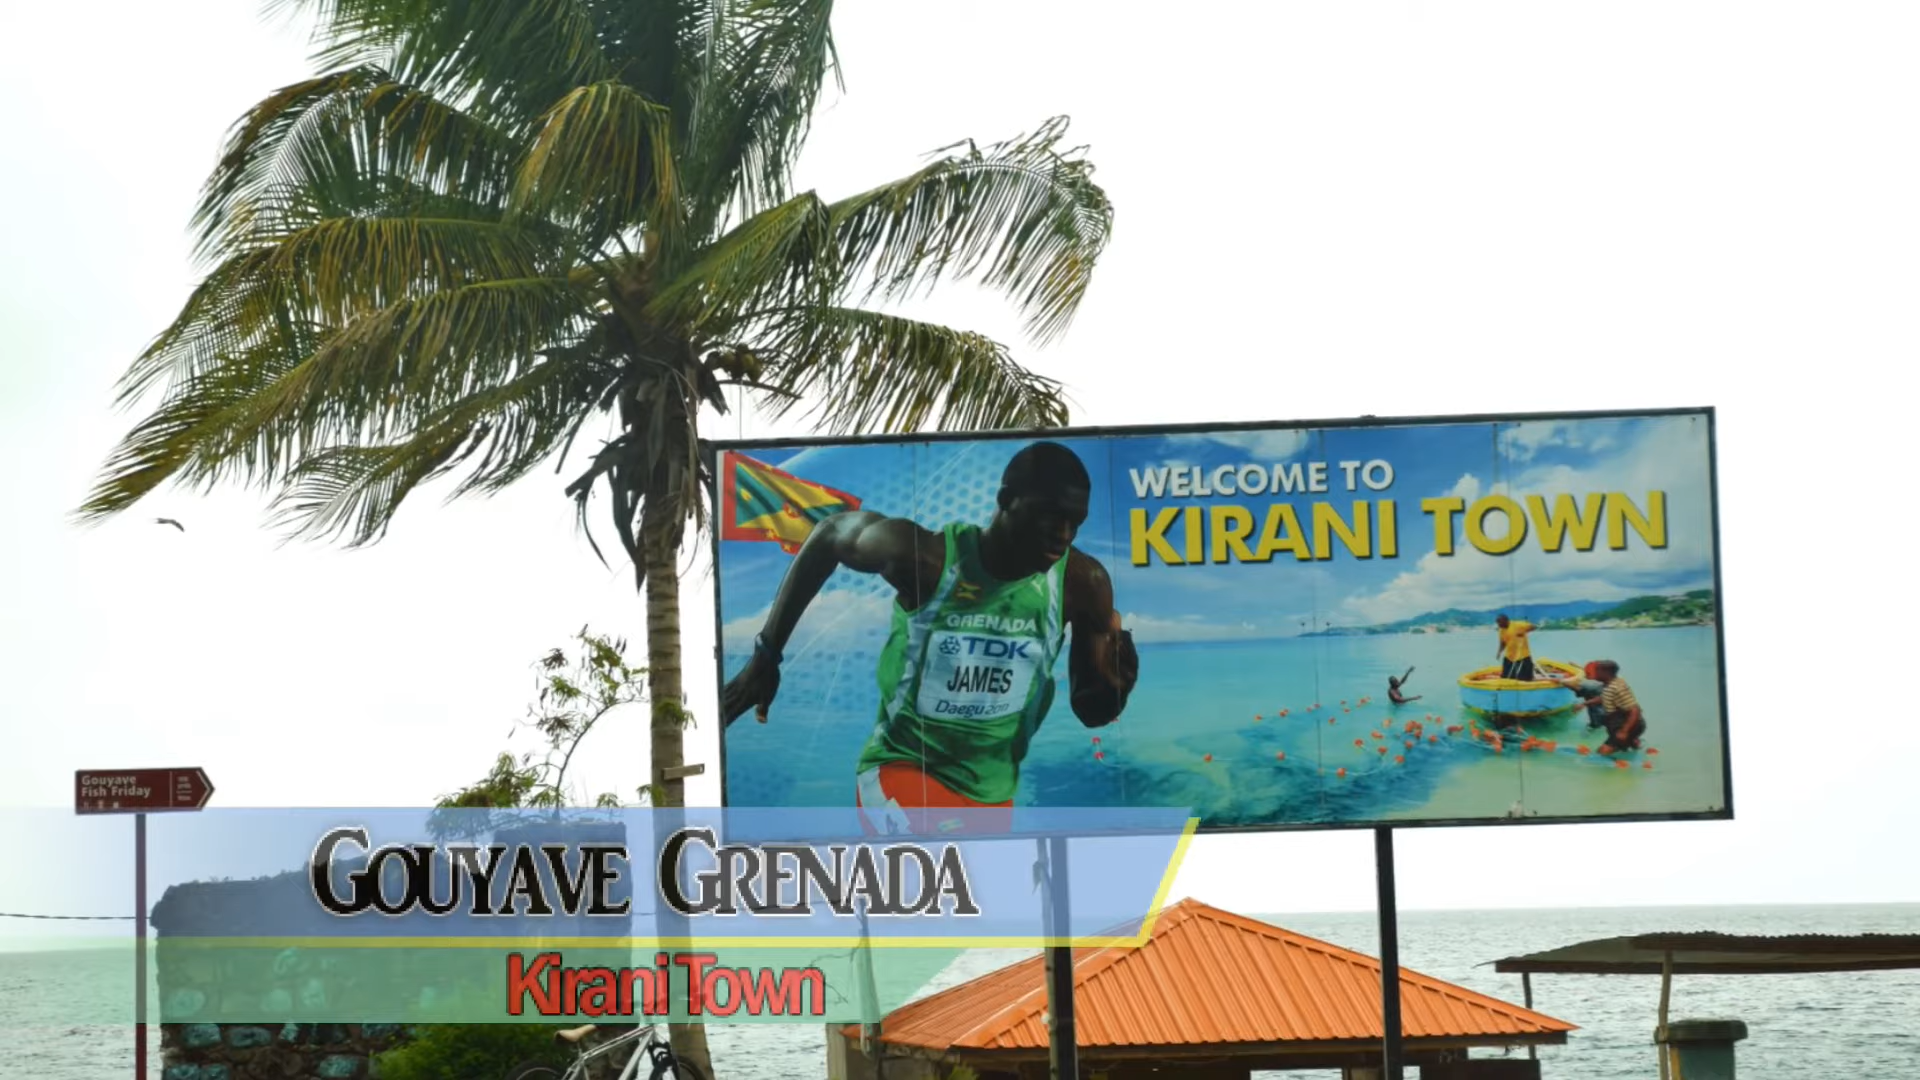 WELCOME TO
KIRANI TOWN
GRENADA
TDK
JAMES
Daegu 2011
Gouyave
Fish Friday
GOUYAVE GRENADA
Kirani Town